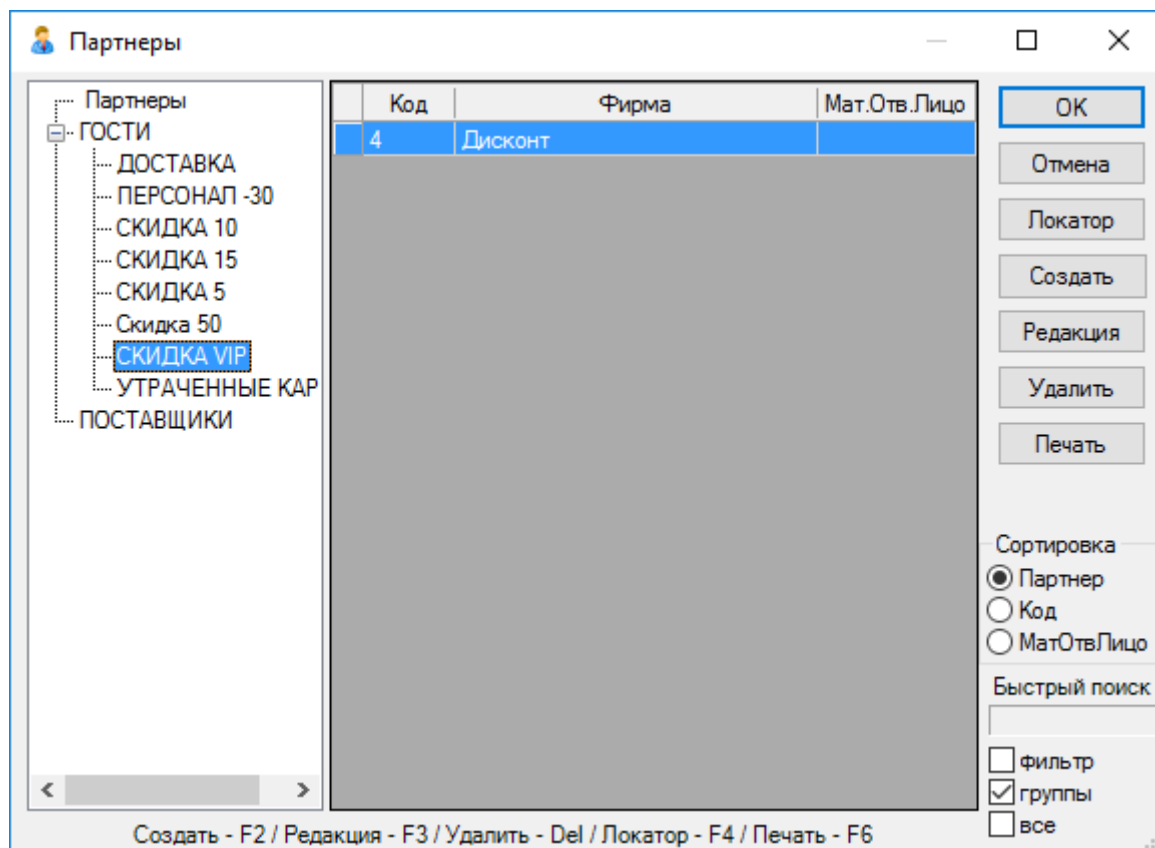 Партнеры
Партнеры
ГОСТИ
ДОСТАВКА
ПЕРСОНАЛ -30
СКИДКА 10
СКИДКА 15
СКИДКА 5
Скидка 50
СКИДКА VIP
УТРАЧЕННЫЕ КАР
ПОСТАВЩИКИ
Код Фирма Мат.Отв.Лицо
4 Дисконт
OK
Отмена
Локатор
Создать
Редакция
Удалить
Печать
Сортировка
Партнер
Код
МатОтвЛицо
Быстрый поиск
фильтр
группы
все
Создать - F2 / Редакция - F3 / Удалить - Del / Локатор - F4 / Печать - F6